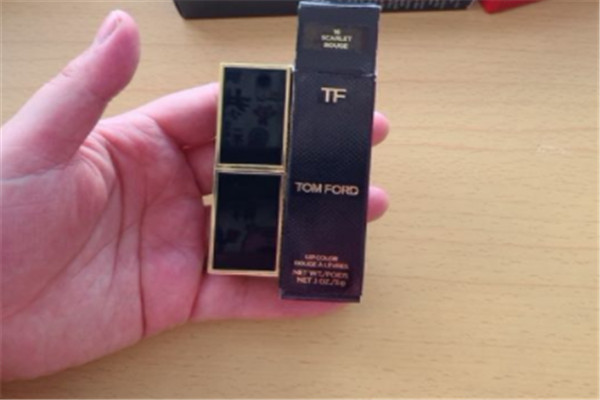 16
SCARLET
ROUGE
TF
TOM FORD
LIP COLOR
ROUGE À LÈVRES
NET WT./POIDS
NET .1 OZ./3g